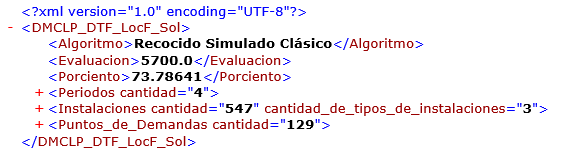 <?xml version="1.0" encoding="UTF-8"?>
- <DMCLP_DTF_LocF_Sol>
<Algoritmo>Recocido Simulado Clásico</Algoritmo>
<Evaluacion>5700.0</Evaluacion>
<Porciento>73.78641</Porciento>
+ <Periodos cantidad="4">
+ <Instalaciones cantidad="547" cantidad_de_tipos_de_instalaciones="3">
+ <Puntos_de_Demandas cantidad="129">
</DMCLP_DTF_LocF_Sol>